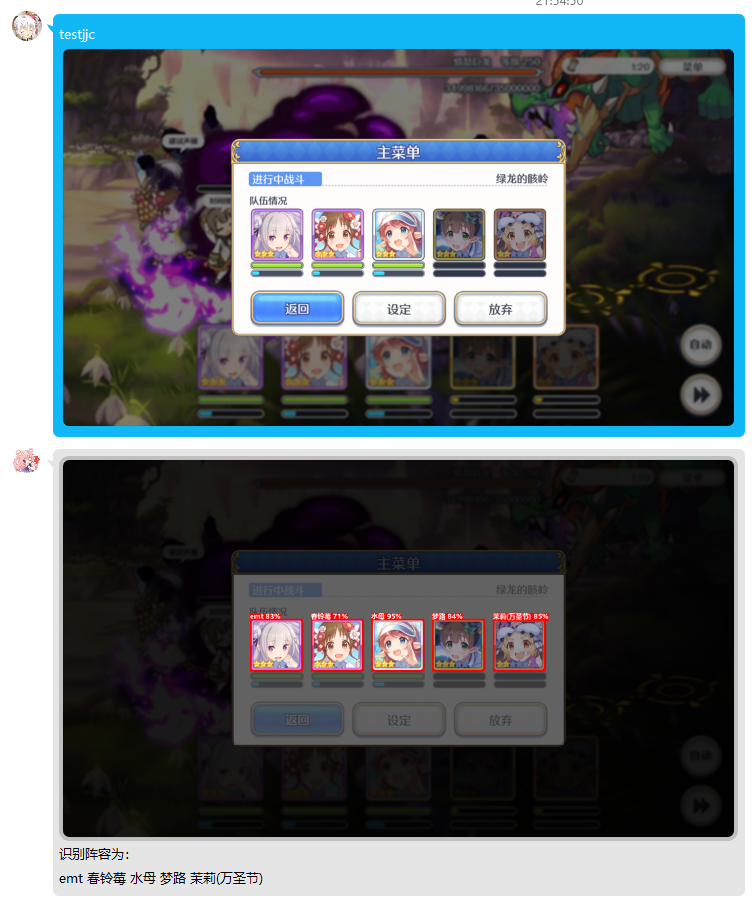 21:54:50
testjjc
1:20
菜单
主菜单
进行中战斗
绿龙的骸岭
队伍情况
返回
设定
放弃
自动
主菜单
进行中战斗
绿龙的骸岭
队伍情况
emt 83%
春铃莓 71%
水母 95%
梦路 84%
茉莉(万圣节) 85%
返回
设定
放弃
自动
识别阵容为：
emt 春铃莓 水母 梦路 茉莉(万圣节)